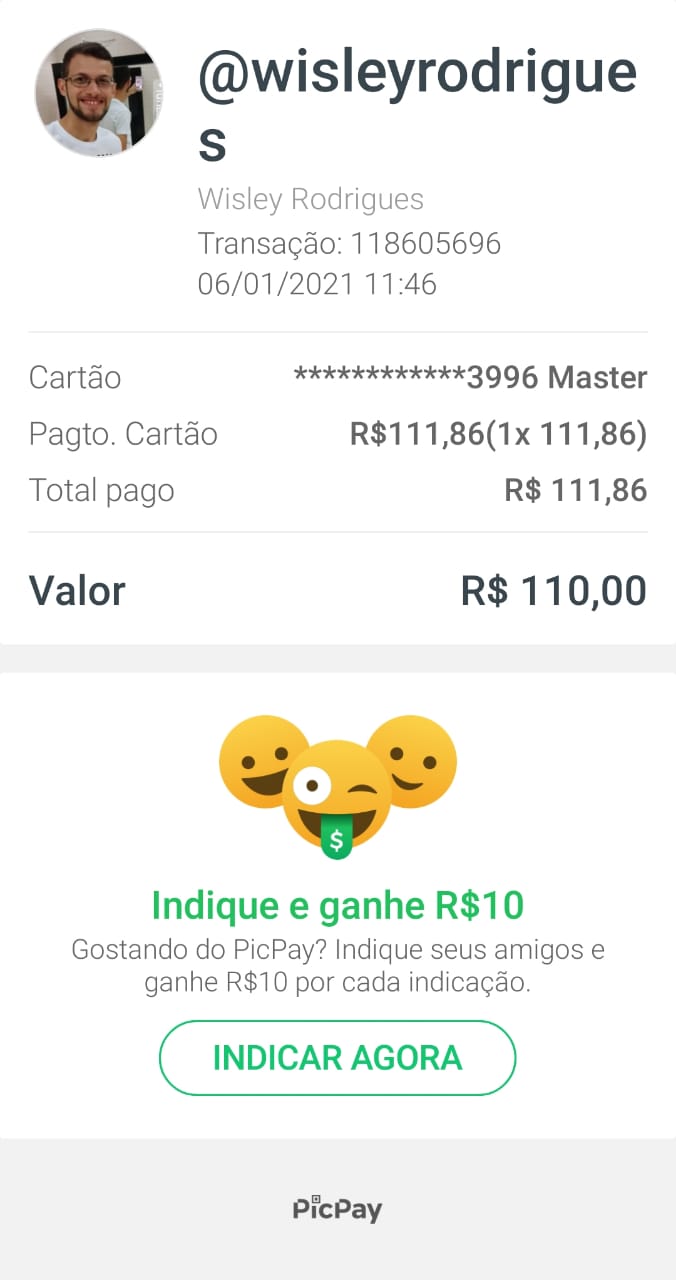 @wisleyrodrigue
s
Wisley Rodrigues
Transação: 118605696
06/01/2021 11:46
Cartão ************3996 Master
Pagto. Cartão R$111,86(1x 111,86)
Total pago R$ 111,86
Valor R$ 110,00
$
Indique e ganhe R$10
Gostando do PicPay? Indique seus amigos e
ganhe R$10 por cada indicação.
INDICAR AGORA
PicPay